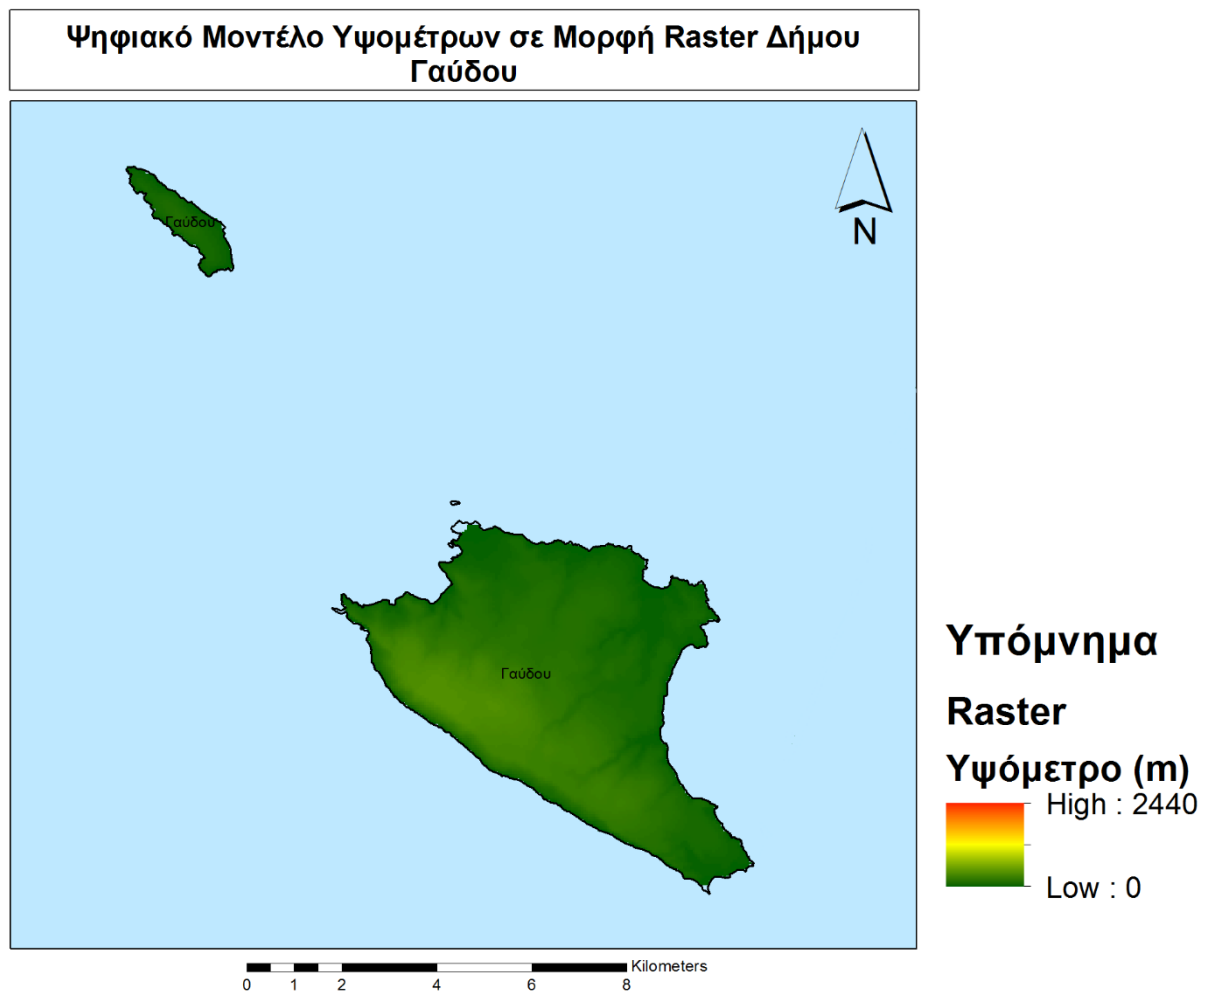 Ψηφιακό Μοντέλο Υψομέτρων σε Μορφή Raster Δήμου
Γαύδου
N
Γαύδου
Γαύδου
Υπόμνημα
Raster
Υψόμετρο (m)
High : 2440
Low : 0
Kilometers
0 1 2 4 6 8